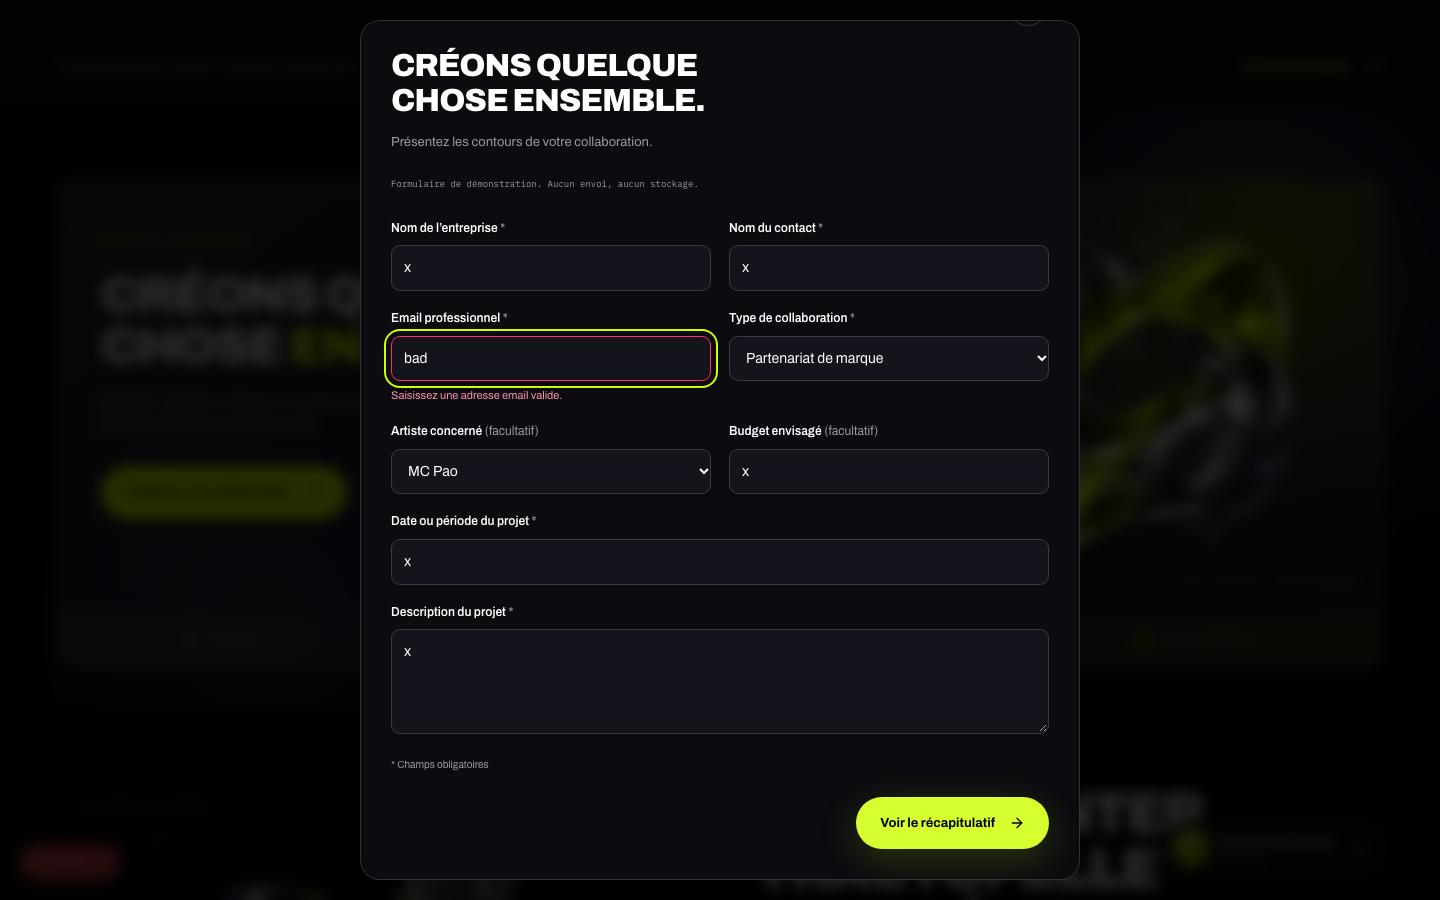 CRÉONS QUELQUE
CHOSE ENSEMBLE.
Présentez les contours de votre collaboration.
Formulaire de démonstration. Aucun envoi, aucun stockage.
Nom de l’entreprise *
Nom du contact *
x
x
Email professionnel *
Type de collaboration *
bad
Partenariat de marque
Saisissez une adresse email valide.
Artiste concerné (facultatif)
Budget envisagé (facultatif)
MC Pao
x
Date ou période du projet *
x
Description du projet *
x
* Champs obligatoires
Voir le récapitulatif
CRÉONS Q
CHOSE EN